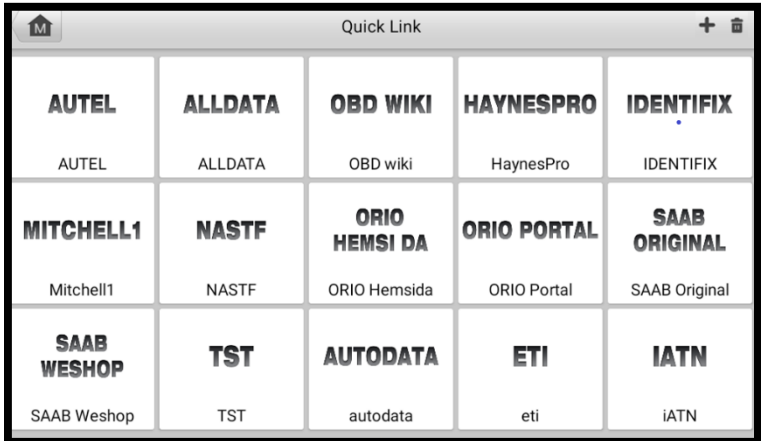 M
Quick Link
AUTEL
ALLDATA
OBD WIKI
HAYNESPRO
IDENTIFIX
AUTEL
ALLDATA
OBD wiki
HaynesPro
IDENTIFIX
MITCHELL1
NASTF
ORIO
HEMSI DA
ORIO PORTAL
SAAB
ORIGINAL
Mitchell1
NASTF
ORIO Hemsida
ORIO Portal
SAAB Original
SAAB
WESHOP
TST
AUTODATA
ETI
IATN
SAAB Weshop
TST
autodata
eti
iATN